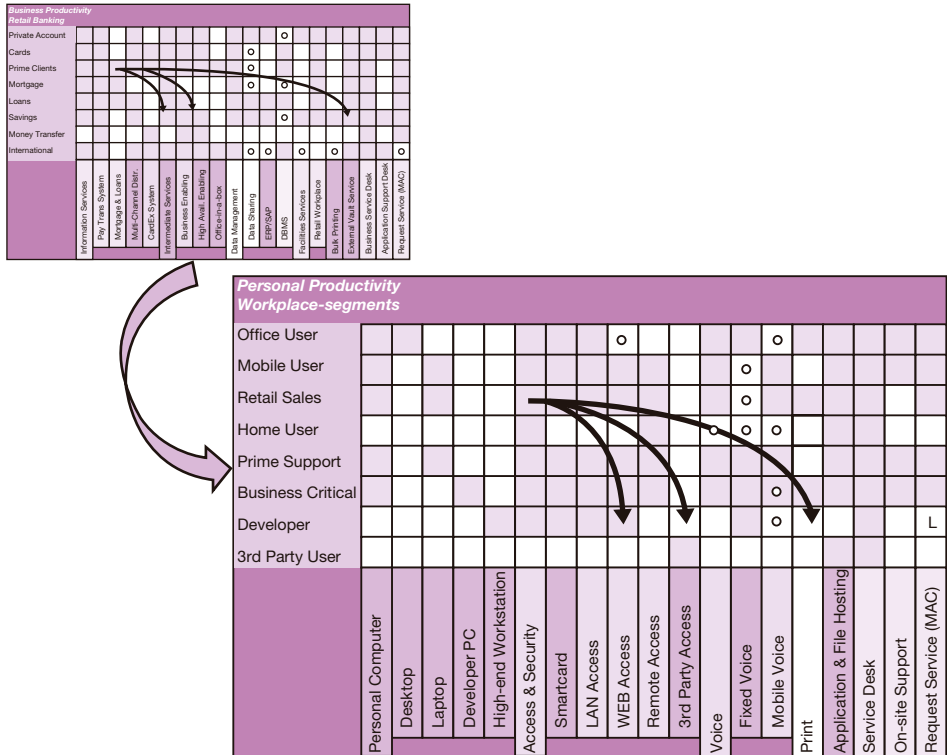 Business Productivity
Retail Banking
Private Account
Cards
Prime Clients
Mortgage
Loans
Savings
Money Transfer
International
Information Services
Pay Trans System
Mortgage & Loans
Multi-Channel Distr.
CardEx System
Intermediate Services
Business Enabling
High Avail. Enabling
Office-in-a-box
Data Management
Data Sharing
ERP/SAP
DBMS
Facilities Services
Retail Workplace
Bulk Printing
External Vault Service
Business Service Desk
Application Support Desk
Request Service (MAC)
Personal Productivity
Workplace-segments
Office User
Mobile User
Retail Sales
Home User
Prime Support
Business Critical
Developer
L
3rd Party User
Personal Computer
Desktop
Laptop
Developer PC
High-end Workstation
Access & Security
Smartcard
LAN Access
WEB Access
Remote Access
3rd Party Access
Voice
Fixed Voice
Mobile Voice
Print
Application & File Hosting
Service Desk
On-site Support
Request Service (MAC)